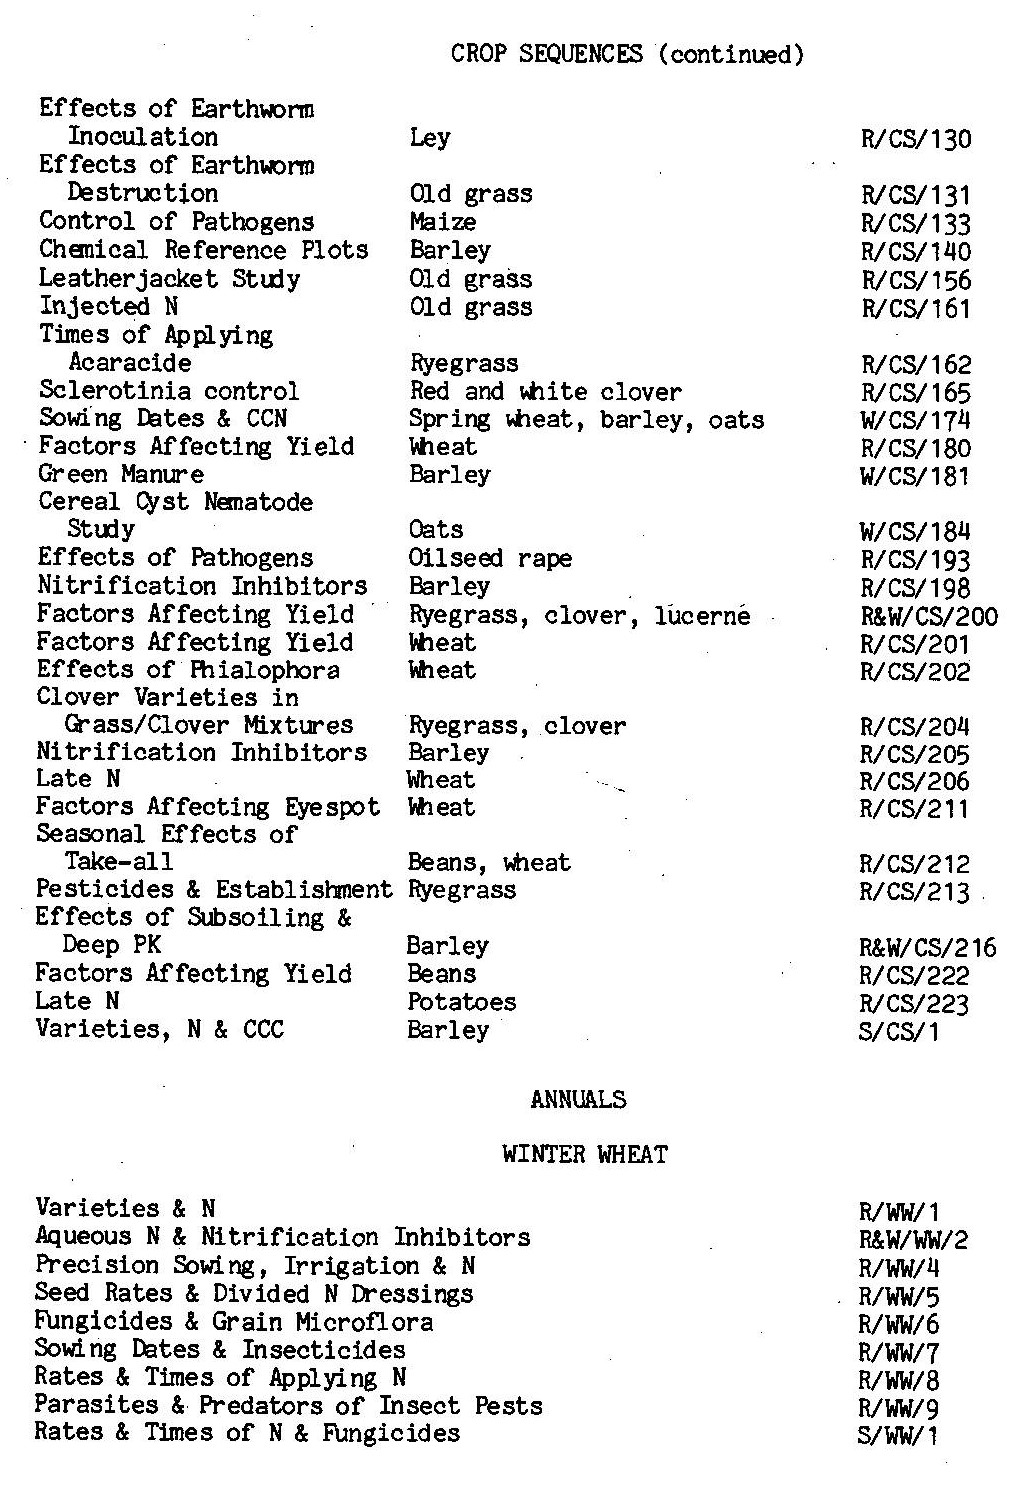 CROP SEQUENCES (continued)
Effects of Earthworm
Inoculation Ley R/CS/130
Effects of Earthworm
Destruction Old grass R/CS/131
Control of Pathogens Maize R/CS/133
Chemical Reference Plots Barley R/CS/140
Leatherjacket Study Old grass R/CS/156
Injected N Old grass R/CS/161
Times of Applying
Acaracide Ryegrass R/CS/162
Sclerotinia control Red and white clover R/CS/165
Sowing Dates & CCN Spring wheat, barley, oats W/CS/174
Factors Affecting Yield Wheat R/CS/180
Green Manure Barley W/CS/181
Cereal Cyst Nematode
Study Oats W/CS/184
Effects of Pathogens Oilseed rape R/CS/193
Nitrification Inhibitors Barley R/CS/198
Factors Affecting Yield Ryegrass, clover, lucerne R&W/CS/200
Factors Affecting Yield Wheat R/CS/201
Effects of Phialophora Wheat R/CS/202
Clover Varieties in
Grass/Clover Mixtures Ryegrass, clover R/CS/204
Nitrification Inhibitors Barley R/CS/205
Late N Wheat R/CS/206
Factors Affecting Eyespot Wheat R/CS/211
Seasonal Effects of
Take-all Beans, wheat R/CS/212
Pesticides & Establishment Ryegrass R/CS/213
Effects of Subsoiling &
Deep PK Barley R&W/CS/216
Factors Affecting Yield Beans R/CS/222
Late N Potatoes R/CS/223
Varieties, N & CCC Barley S/CS/1
ANNUALS
WINTER WHEAT
Varieties & N R/WW/1
Aqueous N & Nitrification Inhibitors R&W/WW/2
Precision Sowing, Irrigation & N R/WW/4
Seed Rates & Divided N Dressings R/WW/5
Fungicides & Grain Microflora R/WW/6
Sowing Dates & Insecticides R/WW/7
Rates & Times of Applying N R/WW/8
Parasites & Predators of Insect Pests R/WW/9
Rates & Times of N & Fungicides S/WW/1